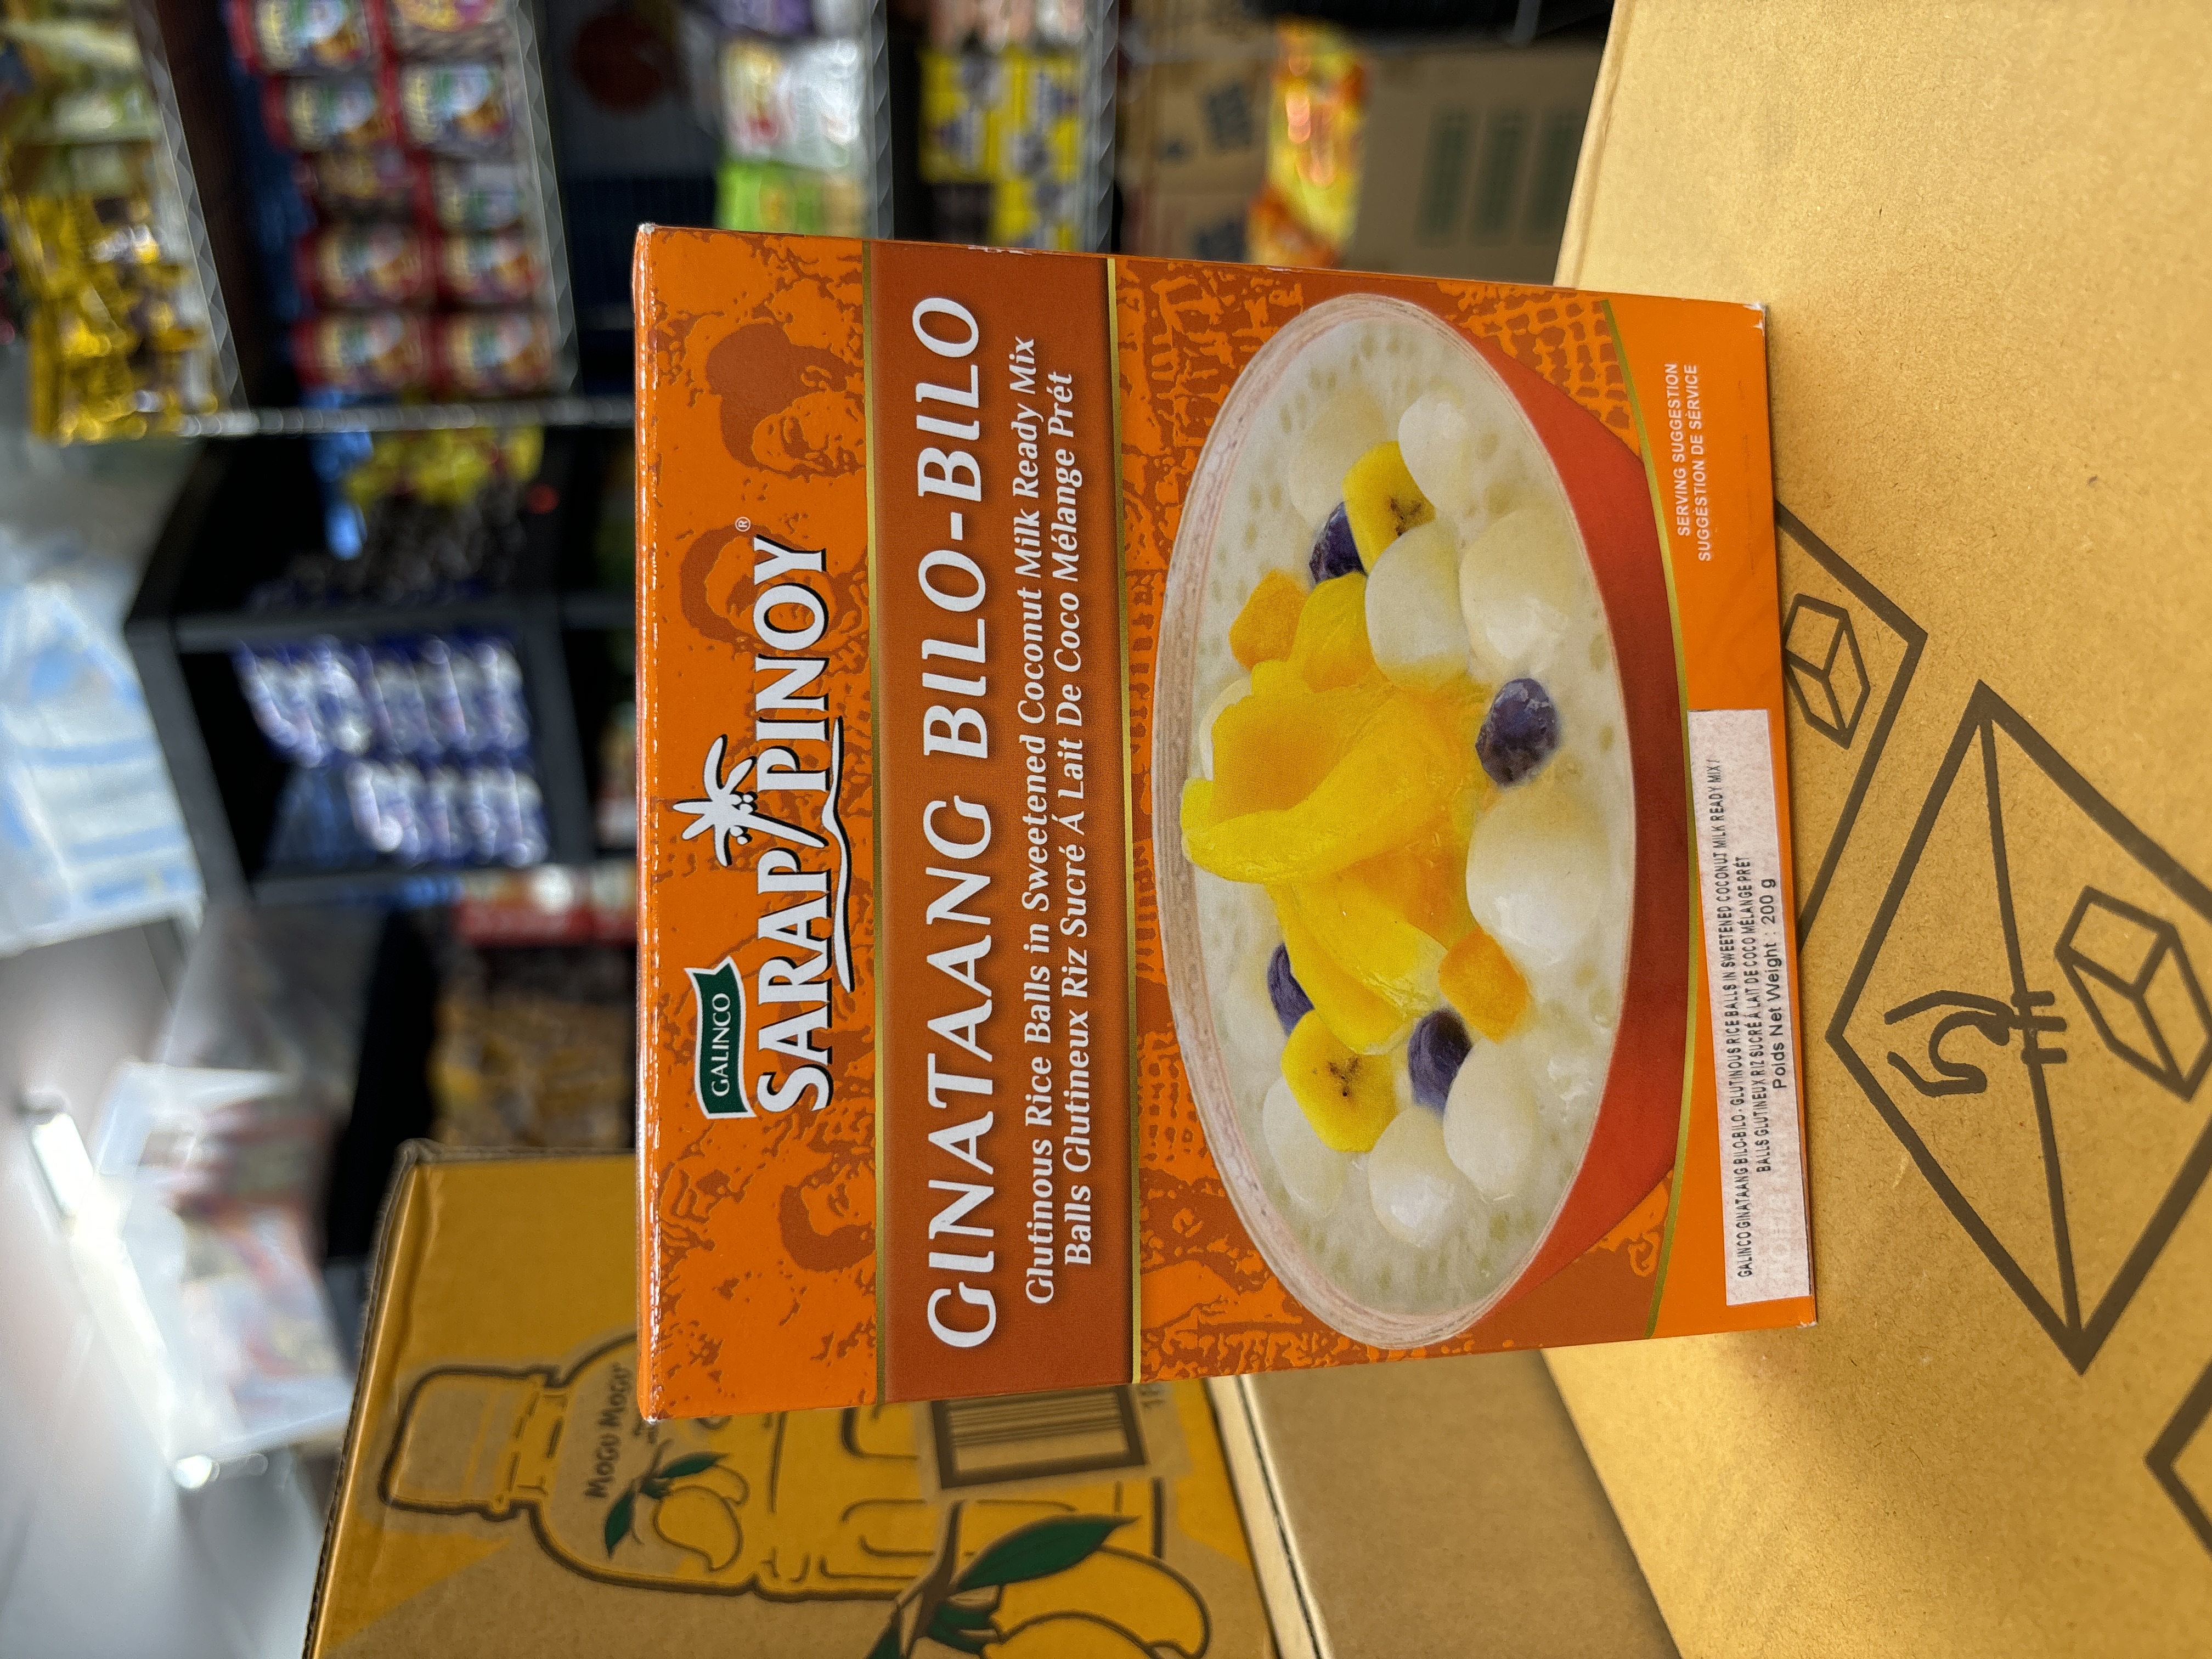 GALINCO
SARAP PINOY®
GINATAANG BILO-BILO
Glutinous Rice Balls in Sweetened Coconut Milk Ready Mix
Balls Glutineux Riz Sucré Á Lait De Coco Mélange Prét
SERVING SUGGESTION
SUGGESTION DE SERVICE
GALINCO GINATAANG BILO-BILO - GLUTINOUS RICE BALLS IN SWEETENED COCONUT MILK READY MIX /
BALLS GLUTINEUX RIZ SUCRÉ Á LAIT DE COCO MÉLANGE PRÊT
Poids Net Weight : 200 g
MOGU MOGU